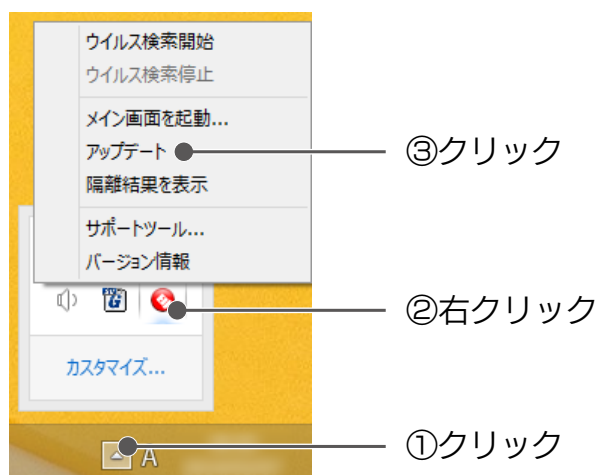 ウイルス検索開始
ウイルス検索停止
メイン画面を起動...
アップデート
③クリック
隔離結果を表示
サポートツール...
バージョン情報
②右クリック
カスタマイズ...
①クリック
A